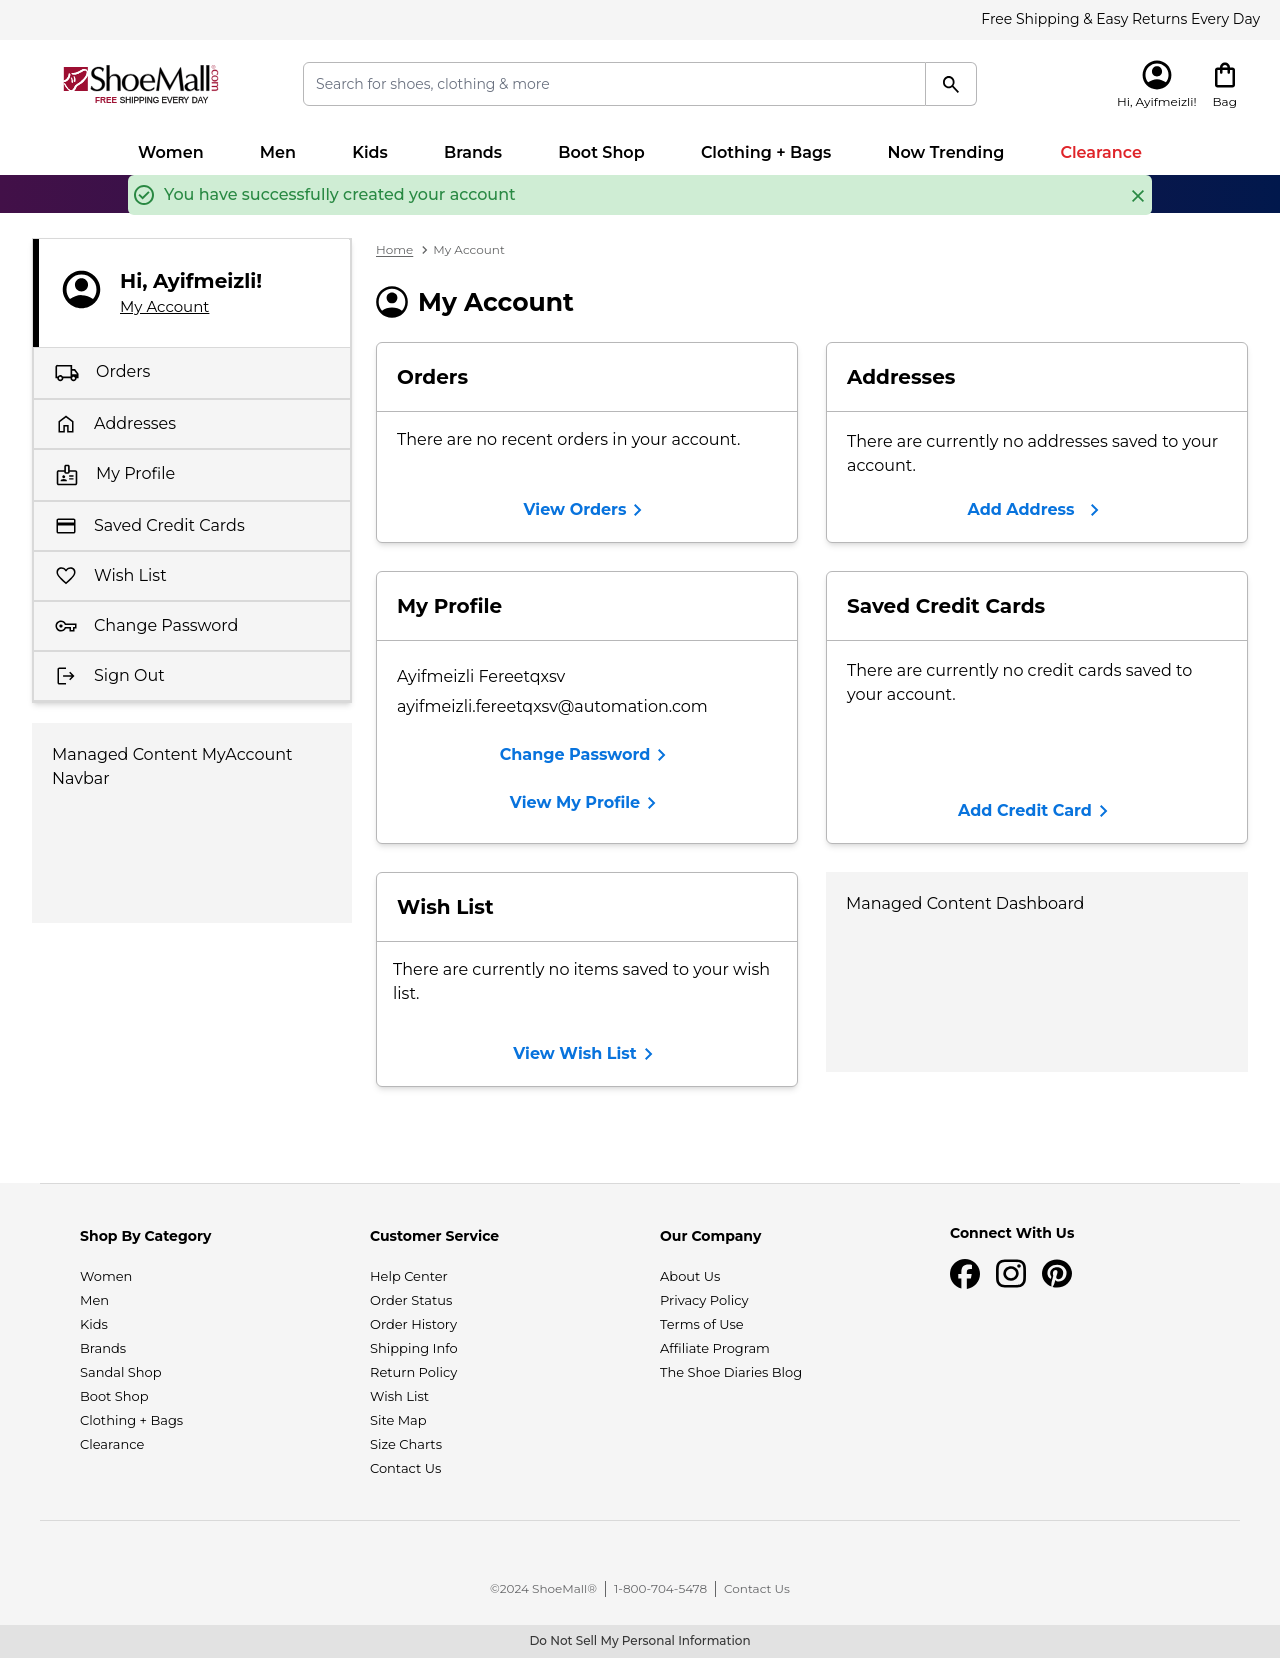 Free Shipping & Easy Returns Every Day
ShoeMall®.com
FREE SHIPPING EVERY DAY
Search for shoes, clothing & more
Hi, Ayifmeizli!
Bag
Women
Men
Kids
Brands
Boot Shop
Clothing + Bags
Now Trending
Clearance
You have successfully created your account
Hi, Ayifmeizli!
My Account
Orders
Addresses
My Profile
Saved Credit Cards
Wish List
Change Password
Sign Out
Managed Content MyAccount
Navbar
Home
My Account
My Account
Orders
There are no recent orders in your account.
View Orders
Addresses
There are currently no addresses saved to your
account.
Add Address
My Profile
Ayifmeizli Fereetqxsv
ayifmeizli.fereetqxsv@automation.com
Change Password
View My Profile
Saved Credit Cards
There are currently no credit cards saved to
your account.
Add Credit Card
Wish List
There are currently no items saved to your wish
list.
View Wish List
Managed Content Dashboard
Shop By Category
Women
Men
Kids
Brands
Sandal Shop
Boot Shop
Clothing + Bags
Clearance
Customer Service
Help Center
Order Status
Order History
Shipping Info
Return Policy
Wish List
Site Map
Size Charts
Contact Us
Our Company
About Us
Privacy Policy
Terms of Use
Affiliate Program
The Shoe Diaries Blog
Connect With Us
©2024 ShoeMall®
1-800-704-5478
Contact Us
Do Not Sell My Personal Information